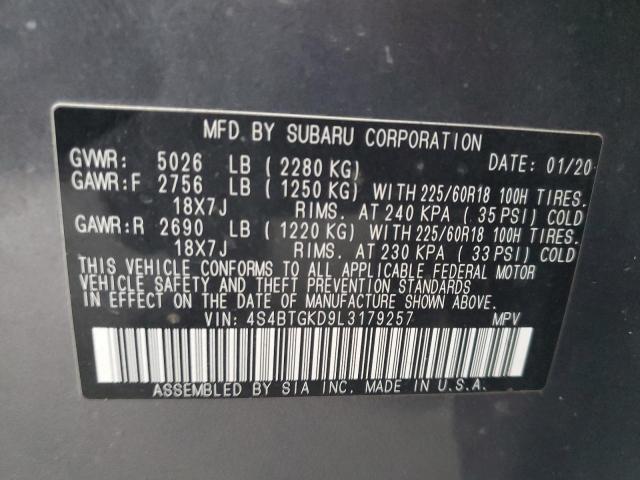 MFD. BY SUBARU CORPORATION
GVWR: 5026 LB ( 2280 KG) DATE: 01/20
GAWR:F 2756 LB ( 1250 KG) WITH 225/60R18 100H TIRES.
18X7J RIMS. AT 240 KPA ( 35 PSI) COLD
GAWR:R 2690 LB ( 1220 KG) WITH 225/60R18 100H TIRES.
18X7J RIMS. AT 230 KPA ( 33 PSI) COLD
THIS VEHICLE CONFORMS TO ALL APPLICABLE FEDERAL MOTOR
VEHICLE SAFETY AND THEFT PREVENTION STANDARDS
IN EFFECT ON THE DATE OF MANUFACTURE SHOWN ABOVE.
VIN: 4S4BTGKD9L3179257 MPV
ASSEMBLED BY SIA INC. MADE IN U.S.A.